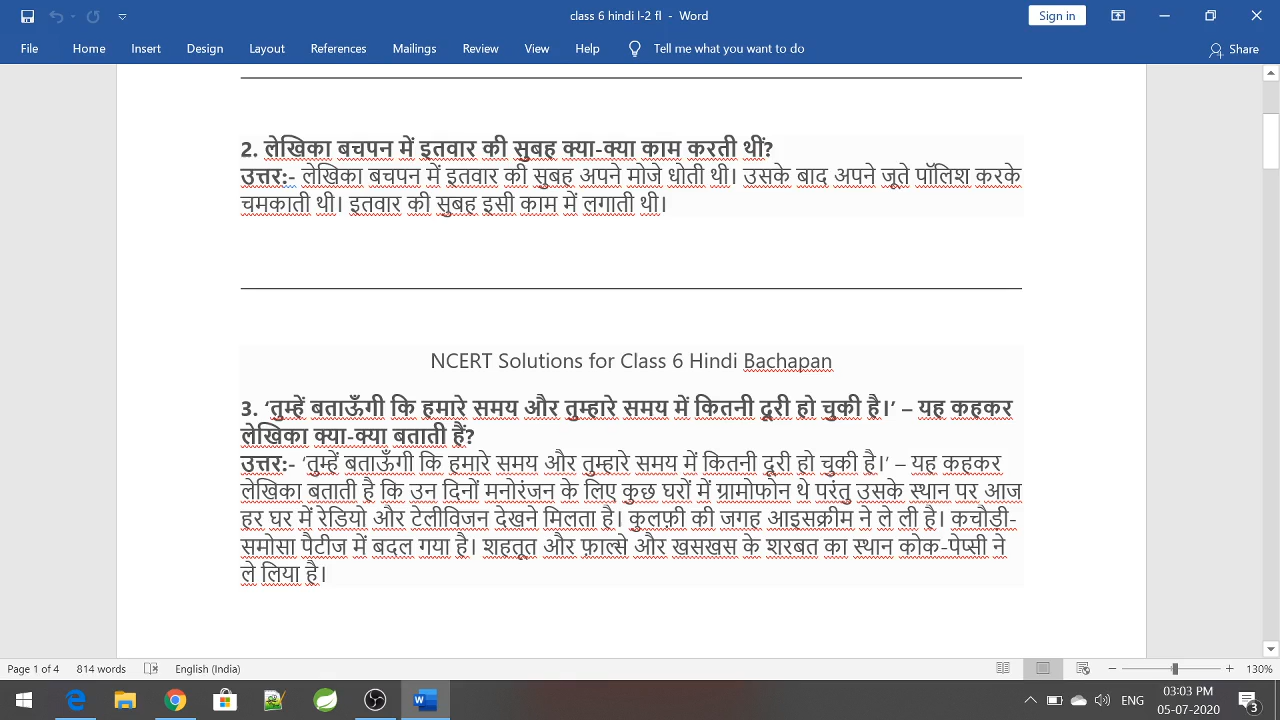 class 6 hindi l-2 fl - Word
Sign in
File Home Insert Design Layout References Mailings Review View Help Tell me what you want to do Share
2. लेखिका बचपन में इतवार की सुबह क्या-क्या काम करती थीं?
उत्तर:- लेखिका बचपन में इतवार की सुबह अपने मोजे धोती थी। उसके बाद अपने जूते पॉलिश करके
चमकाती थी। इतवार की सुबह इसी काम में लगाती थी।
NCERT Solutions for Class 6 Hindi Bachapan
3. ‘तुम्हें बताऊँगी कि हमारे समय और तुम्हारे समय में कितनी दूरी हो चुकी है।’ – यह कहकर
लेखिका क्या-क्या बताती हैं?
उत्तर:- ‘तुम्हें बताऊँगी कि हमारे समय और तुम्हारे समय में कितनी दूरी हो चुकी है।’ – यह कहकर
लेखिका बताती है कि उन दिनों मनोरंजन के लिए कुछ घरों में ग्रामोफोन थे परंतु उसके स्थान पर आज
हर घर में रेडियो और टेलीविजन देखने मिलता है। कुलफ़ी की जगह आइसक्रीम ने ले ली है। कचौड़ी-
समोसा पैटीज में बदल गया है। शहतूत और फ़ाल्से और खसखस के शरबत का स्थान कोक-पेप्सी ने
ले लिया है।
Page 1 of 4 814 words English (India) 130%
ENG 03:03 PM
05-07-2020 3